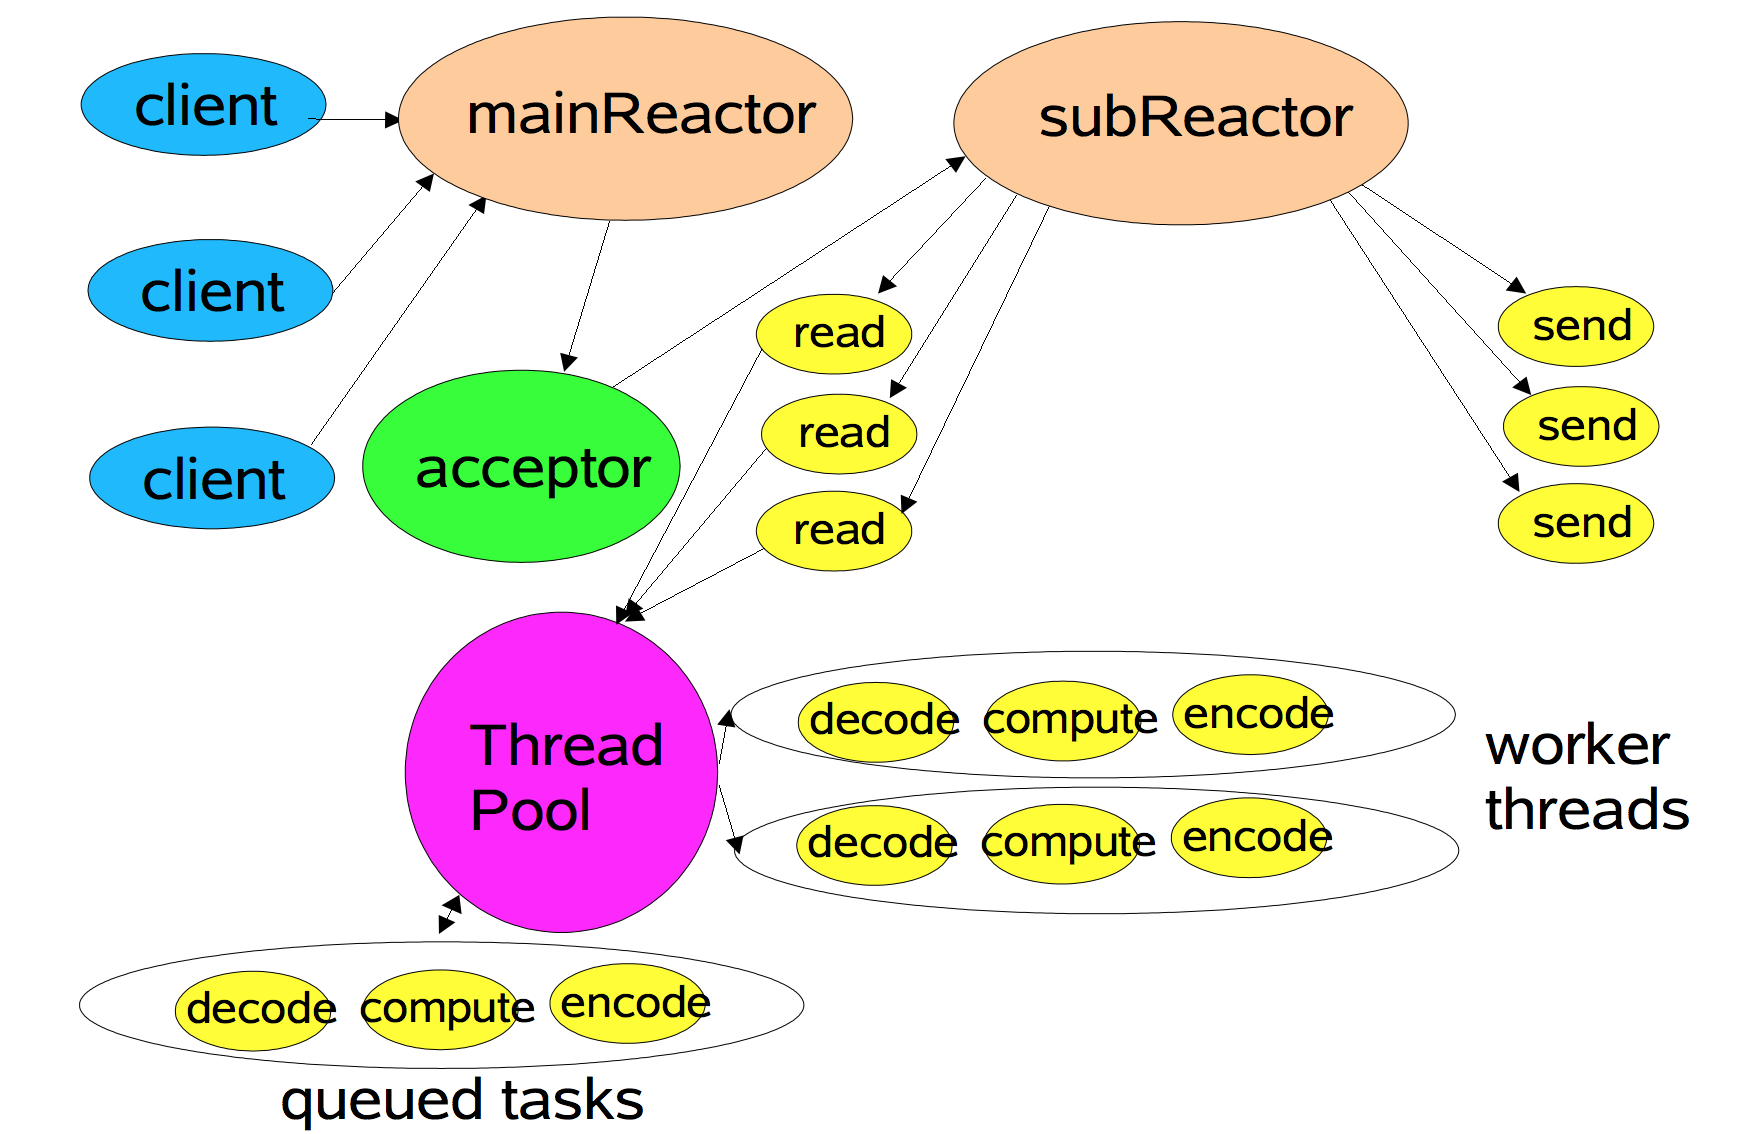 client
mainReactor
subReactor
client
client
acceptor
read
read
read
send
send
send
Thread
Pool
decode
compute
encode
decode
compute
encode
worker
threads
decode
compute
encode
queued tasks